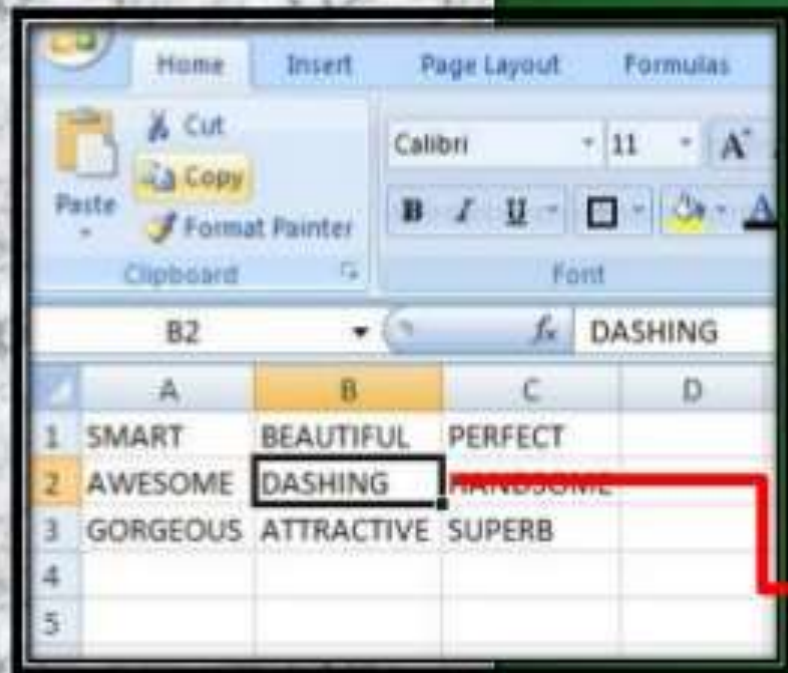 Home Insert Page Layout Formulas
Cut
Copy
Paste
Format Painter
Clipboard
Calibri 11 A
B I U A
Font
B2 fx DASHING
A B C D
1 SMART BEAUTIFUL PERFECT
2 AWESOME DASHING HANDSOME
3 GORGEOUS ATTRACTIVE SUPERB
4
5